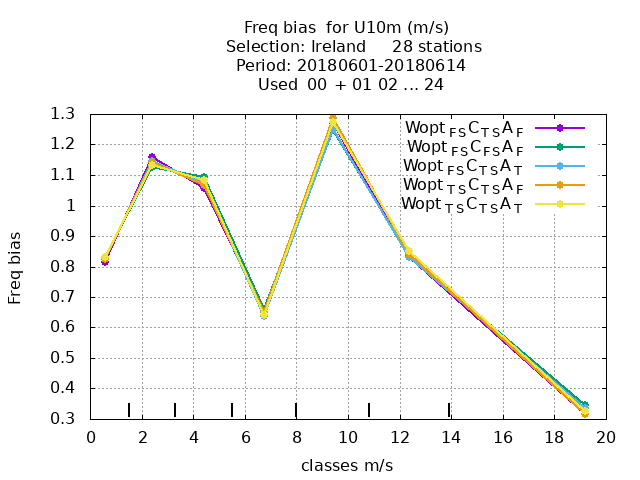 Freq bias for U10m (m/s)
Selection: Ireland 28 stations
Period: 20180601-20180614
Used 00 + 01 02 ... 24
Wopt FS C TS A F
Wopt FS C FS A F
Wopt FS C TS A T
Wopt TS C TS A F
Wopt TS C TS A T
1.3
1.2
1.1
1
0.9
0.8
0.7
0.6
0.5
0.4
0.3
Freq bias
0 2 4 6 8 10 12 14 16 18 20
classes m/s